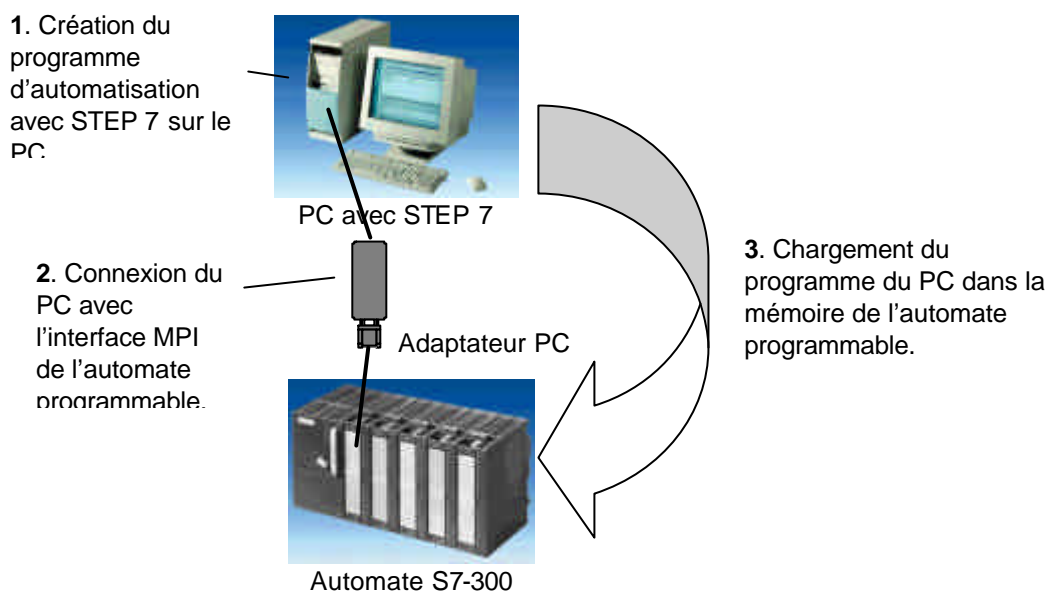 1. Création du
programme
d'automatisation
avec STEP 7 sur le
PC
PC avec STEP 7
2. Connexion du
PC avec
l'interface MPI
de l'automate
programmable.
Adaptateur PC
3. Chargement du
programme du PC dans la
mémoire de l'automate
programmable.
Automate S7-300